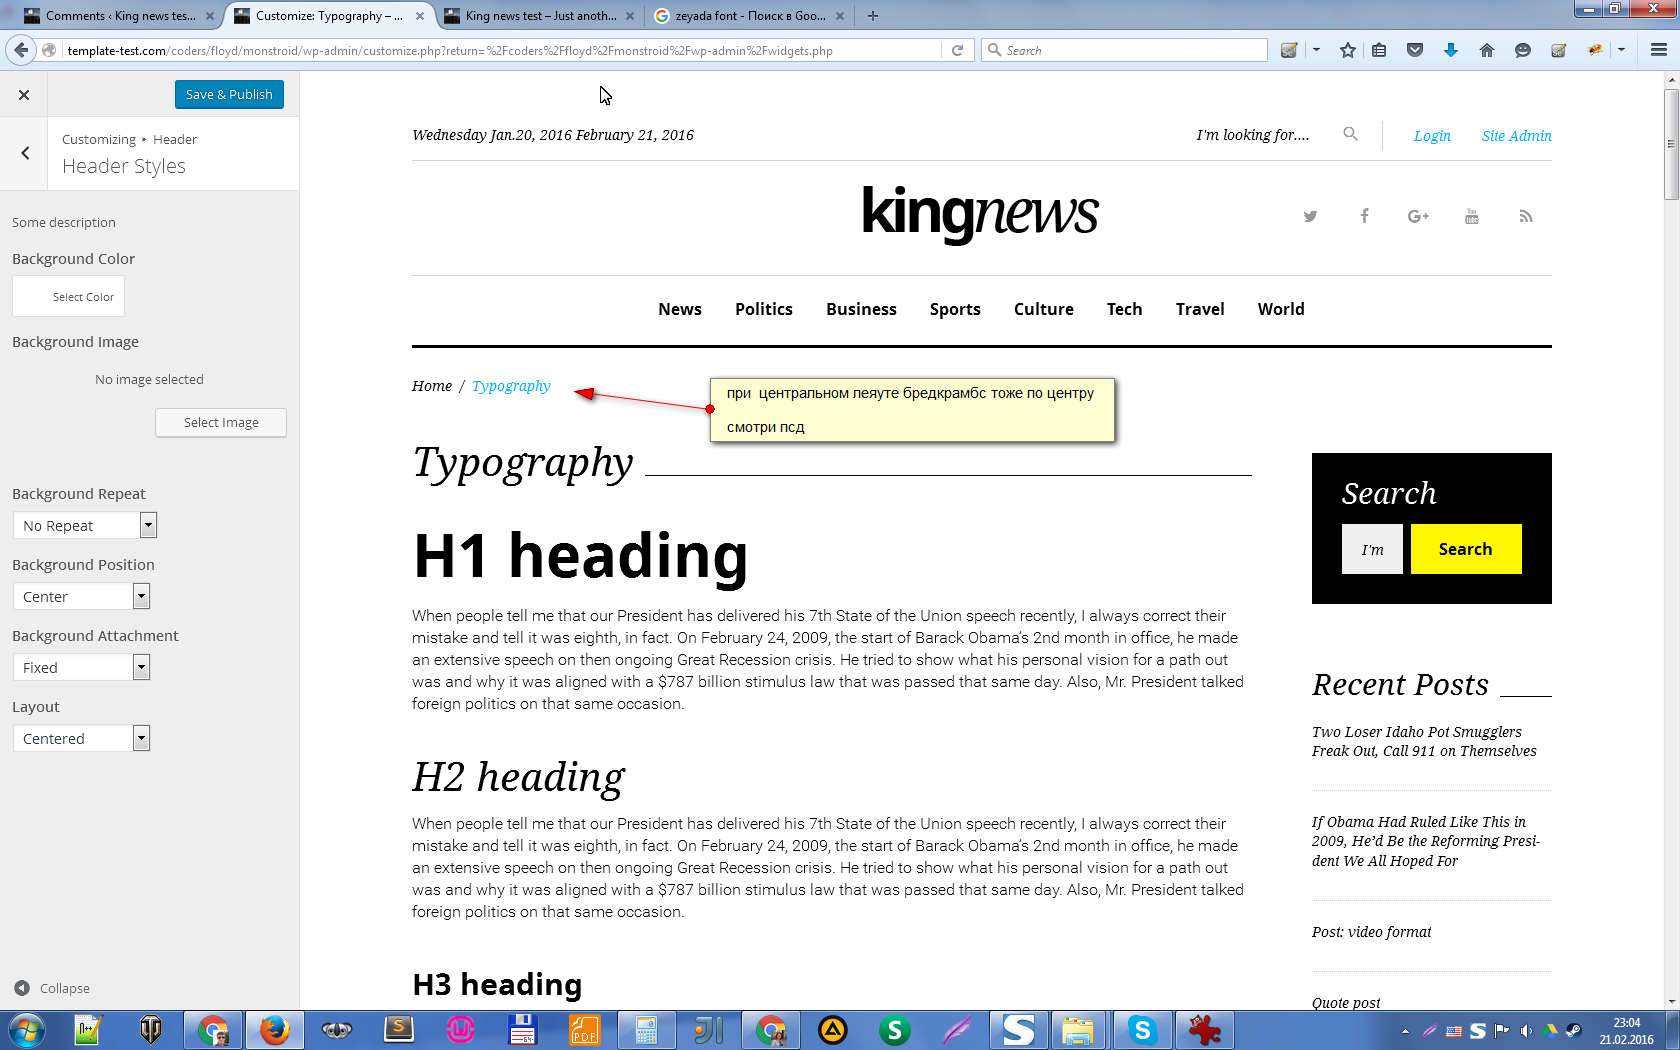 Comments ‹ King news tes...
Customize: Typography – ...
King news test – Just anoth...
zeyada font - Поиск в Goo...
template-test.com/coders/floyd/monstroid/wp-admin/customize.php?return=%2Fcoders%2Ffloyd%2Fmonstroid%2Fwp-admin%2Fwidgets.php
Search
Save & Publish
Customizing ▸ Header
Header Styles
Some description
Background Color
Select Color
Background Image
No image selected
Select Image
Background Repeat
No Repeat
Background Position
Center
Background Attachment
Fixed
Layout
Centered
Collapse
Wednesday Jan.20, 2016 February 21, 2016
I'm looking for....
Login
Site Admin
kingnews
News Politics Business Sports Culture Tech Travel World
Home / Typography
при  центральном леяуте бредкрамбс тоже по центру
смотри псд
Typography
H1 heading
When people tell me that our President has delivered his 7th State of the Union speech recently, I always correct their
mistake and tell it was eighth, in fact. On February 24, 2009, the start of Barack Obama’s 2nd month in office, he made
an extensive speech on then ongoing Great Recession crisis. He tried to show what his personal vision for a path out
was and why it was aligned with a $787 billion stimulus law that was passed that same day. Also, Mr. President talked
foreign politics on that same occasion.
H2 heading
When people tell me that our President has delivered his 7th State of the Union speech recently, I always correct their
mistake and tell it was eighth, in fact. On February 24, 2009, the start of Barack Obama’s 2nd month in office, he made
an extensive speech on then ongoing Great Recession crisis. He tried to show what his personal vision for a path out
was and why it was aligned with a $787 billion stimulus law that was passed that same day. Also, Mr. President talked
foreign politics on that same occasion.
H3 heading
Search
I'm
Search
Recent Posts
Two Loser Idaho Pot Smugglers
Freak Out, Call 911 on Themselves
If Obama Had Ruled Like This in
2009, He’d Be the Reforming Presi-
dent We All Hoped For
Post: video format
Quote post
23:04
21.02.2016